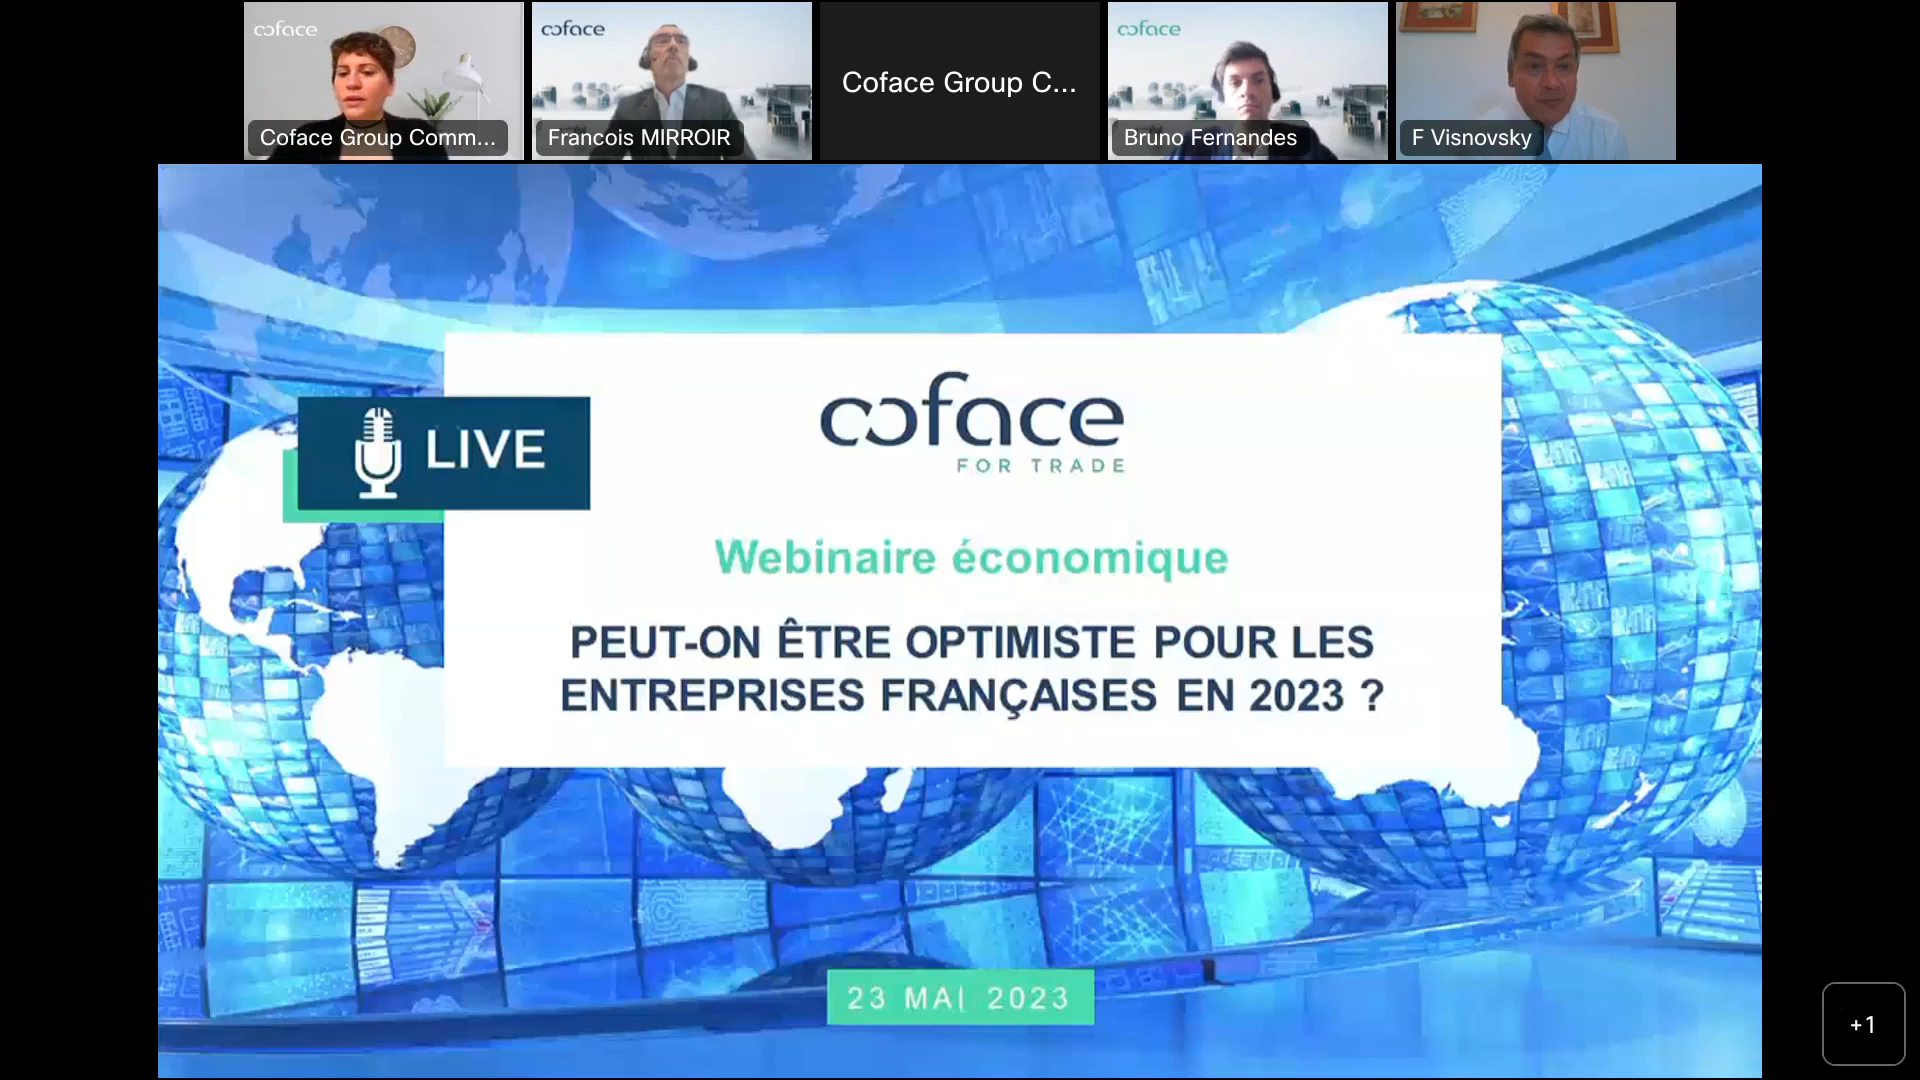 coface
Coface Group Comm...
coface
Francois MIRROIR
Coface Group C...
coface
Bruno Fernandes
F Visnovsky
LIVE
coface
FOR TRADE
Webinaire économique
PEUT-ON ÊTRE OPTIMISTE POUR LES
ENTREPRISES FRANÇAISES EN 2023 ?
23 MAI 2023
+1